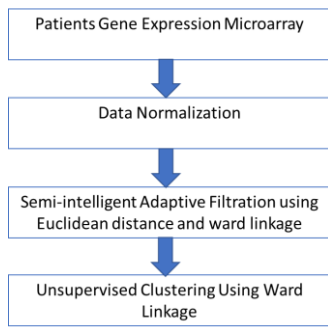 Patients Gene Expression Microarray
Data Normalization
Semi-intelligent Adaptive Filtration using
Euclidean distance and ward linkage
Unsupervised Clustering Using Ward
Linkage